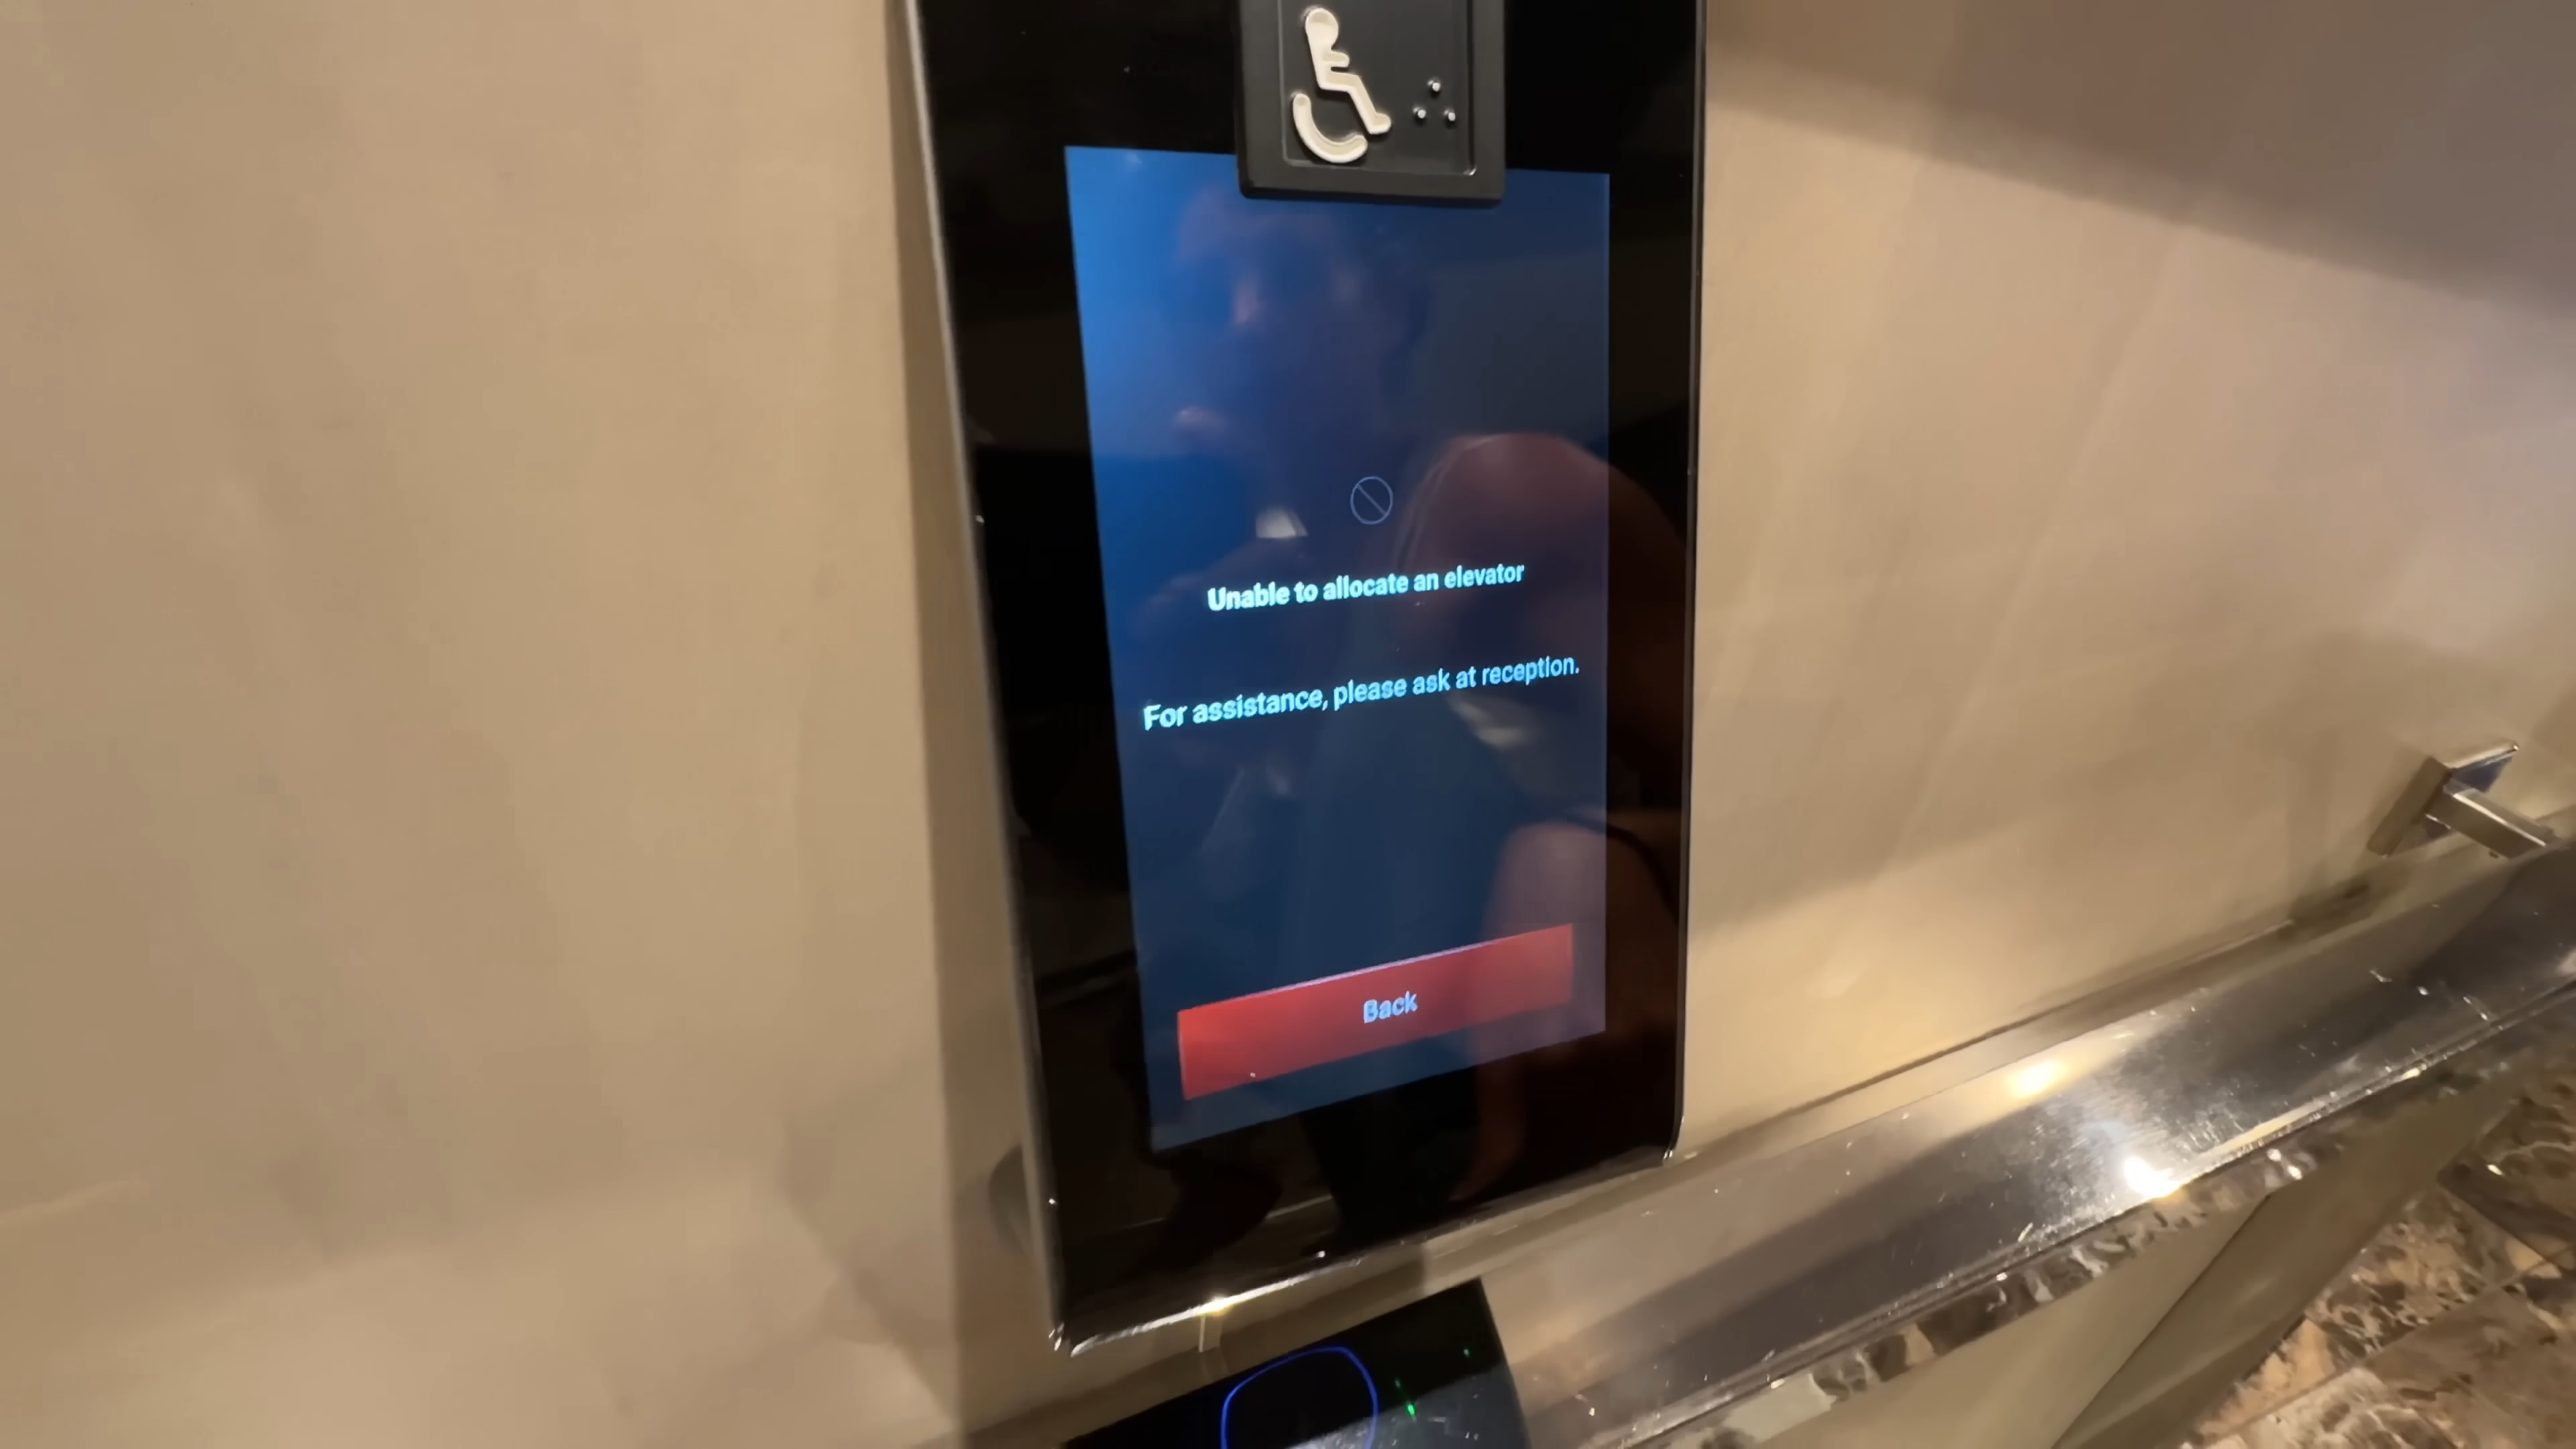 Unable to allocate an elevator
For assistance, please ask at reception.
Back